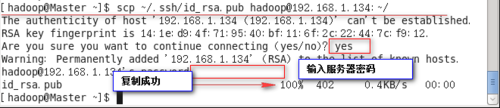 [hadoop@Master ~]$ scp ~/.ssh/id_rsa.pub hadoop@192.168.1.134:~/
The authenticity of host '192.168.1.134 (192.168.1.134)' can't be established.
RSA key fingerprint is 14:1e:d9:4f:71:95:40:bf:11:6f:2c:22:44:7c:f9:12.
Are you sure you want to continue connecting (yes/no)? yes
Warning: Permanently added '192.168.1.134' (RSA) to the list of known hosts.
hadoop@192.168.1.134's password:
输入服务器密码
id_rsa.pub 100% 402 0.4KB/s 00:00
复制成功
[hadoop@Master ~]$